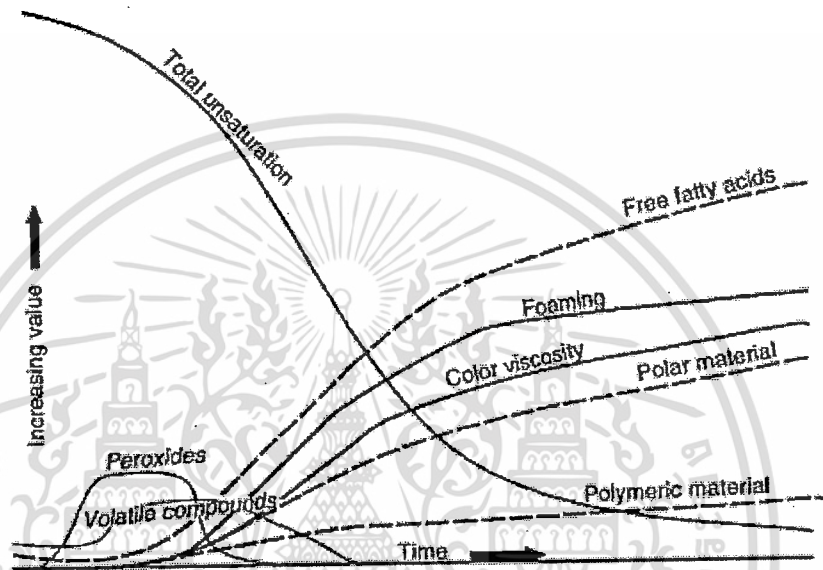 Total unsaturation
Free fatty acids
Foaming
Color viscosity
Polar material
Increasing value
Peroxides
Volatile compounds
Polymeric material
Time